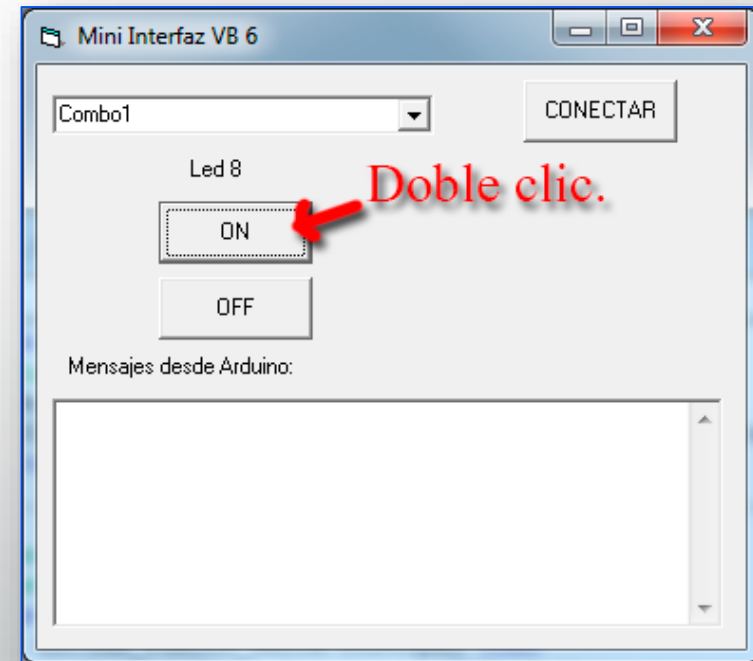 Mini Interfaz VB 6
Combo1
CONECTAR
Led 8
Doble clic.
ON
OFF
Mensajes desde Arduino: